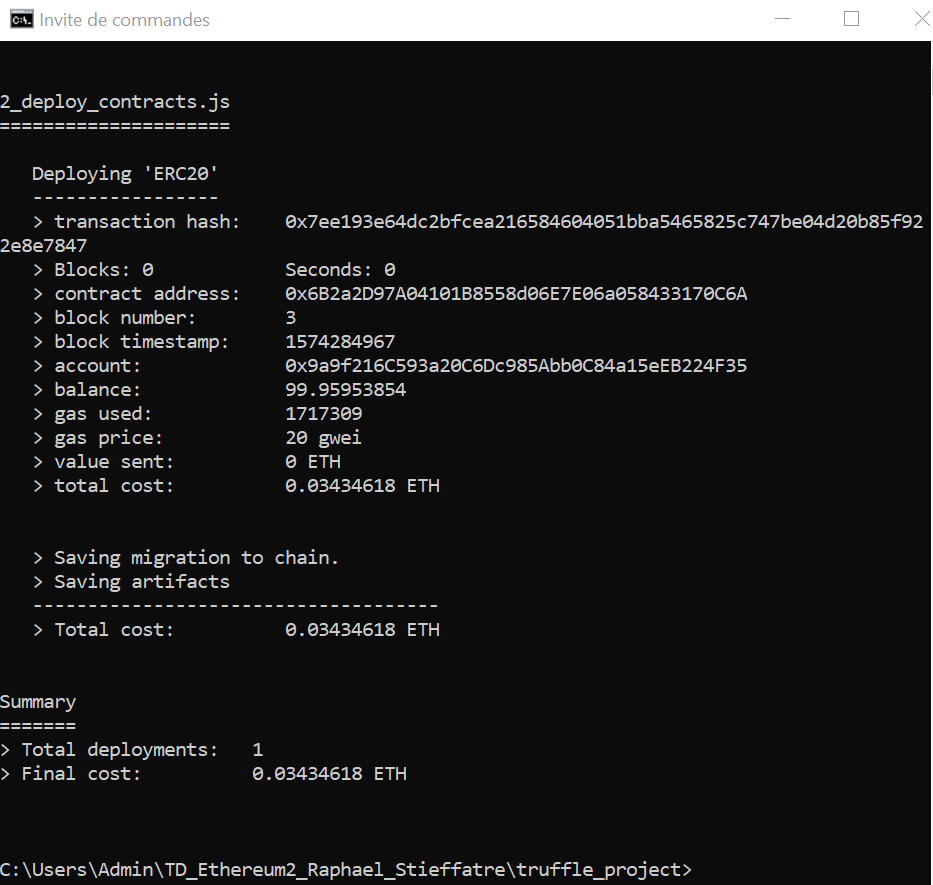 Invite de commandes
2_deploy_contracts.js
=====================
Deploying 'ERC20'
-----------------
> transaction hash:    0x7ee193e64dc2bfcea216584604051bba5465825c747be04d20b85f92
2e8e7847
> Blocks: 0            Seconds: 0
> contract address:    0x6B2a2D97A04101B8558d06E7E06a058433170C6A
> block number:        3
> block timestamp:     1574284967
> account:             0x9a9f216C593a20C6Dc985Abb0C84a15eEB224F35
> balance:             99.95953854
> gas used:            1717309
> gas price:           20 gwei
> value sent:          0 ETH
> total cost:          0.03434618 ETH
> Saving migration to chain.
> Saving artifacts
-------------------------------------
> Total cost:          0.03434618 ETH
Summary
=======
> Total deployments:   1
> Final cost:          0.03434618 ETH
C:\Users\Admin\TD_Ethereum2_Raphael_Stieffatre\truffle_project>